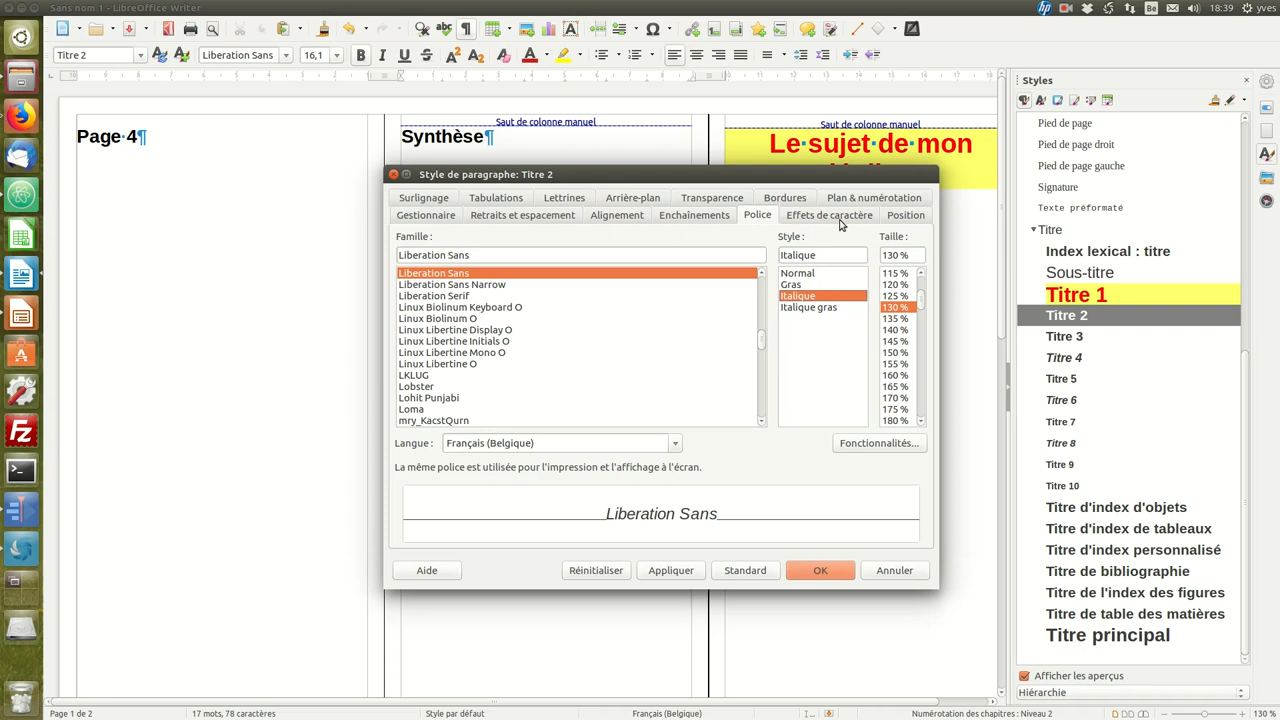 Sans nom 1 - LibreOffice Writer
Be
18:39
yves
Titre 2
Liberation Sans
16,1
Styles
Pied de page
Pied de page droit
Pied de page gauche
Signature
Texte préformaté
Titre
Index lexical : titre
Sous-titre
Titre 1
Titre 2
Titre 3
Titre 4
Titre 5
Titre 6
Titre 7
Titre 8
Titre 9
Titre 10
Titre d'index d'objets
Titre d'index de tableaux
Titre d'index personnalisé
Titre de bibliographie
Titre de l'index des figures
Titre de table des matières
Titre principal
Afficher les aperçus
Hiérarchie
Page·4¶
Saut de colonne manuel
Synthèse¶
Saut de colonne manuel
Le·sujet·de·mon
Style de paragraphe: Titre 2
Surlignage Tabulations Lettrines Arrière-plan Transparence Bordures Plan & numérotation
Gestionnaire Retraits et espacement Alignement Enchaînements Police Effets de caractère Position
Famille : Style : Taille :
Liberation Sans Italique 130 %
Liberation Sans Normal 115 %
Liberation Sans Narrow Gras 120 %
Liberation Serif Italique 125 %
Linux Biolinum Keyboard O Italique gras 130 %
Linux Biolinum O 135 %
Linux Libertine Display O 140 %
Linux Libertine Initials O 145 %
Linux Libertine Mono O 150 %
Linux Libertine O 155 %
LKLUG 160 %
Lobster 165 %
Lohit Punjabi 170 %
Loma 175 %
mry_KacstQurn 180 %
Langue : Français (Belgique) Fonctionnalités...
La même police est utilisée pour l'impression et l'affichage à l'écran.
Liberation Sans
Aide Réinitialiser Appliquer Standard OK Annuler
Page 1 de 2 17 mots, 78 caractères Style par défaut Français (Belgique) Numérotation des chapitres : Niveau 2 130 %